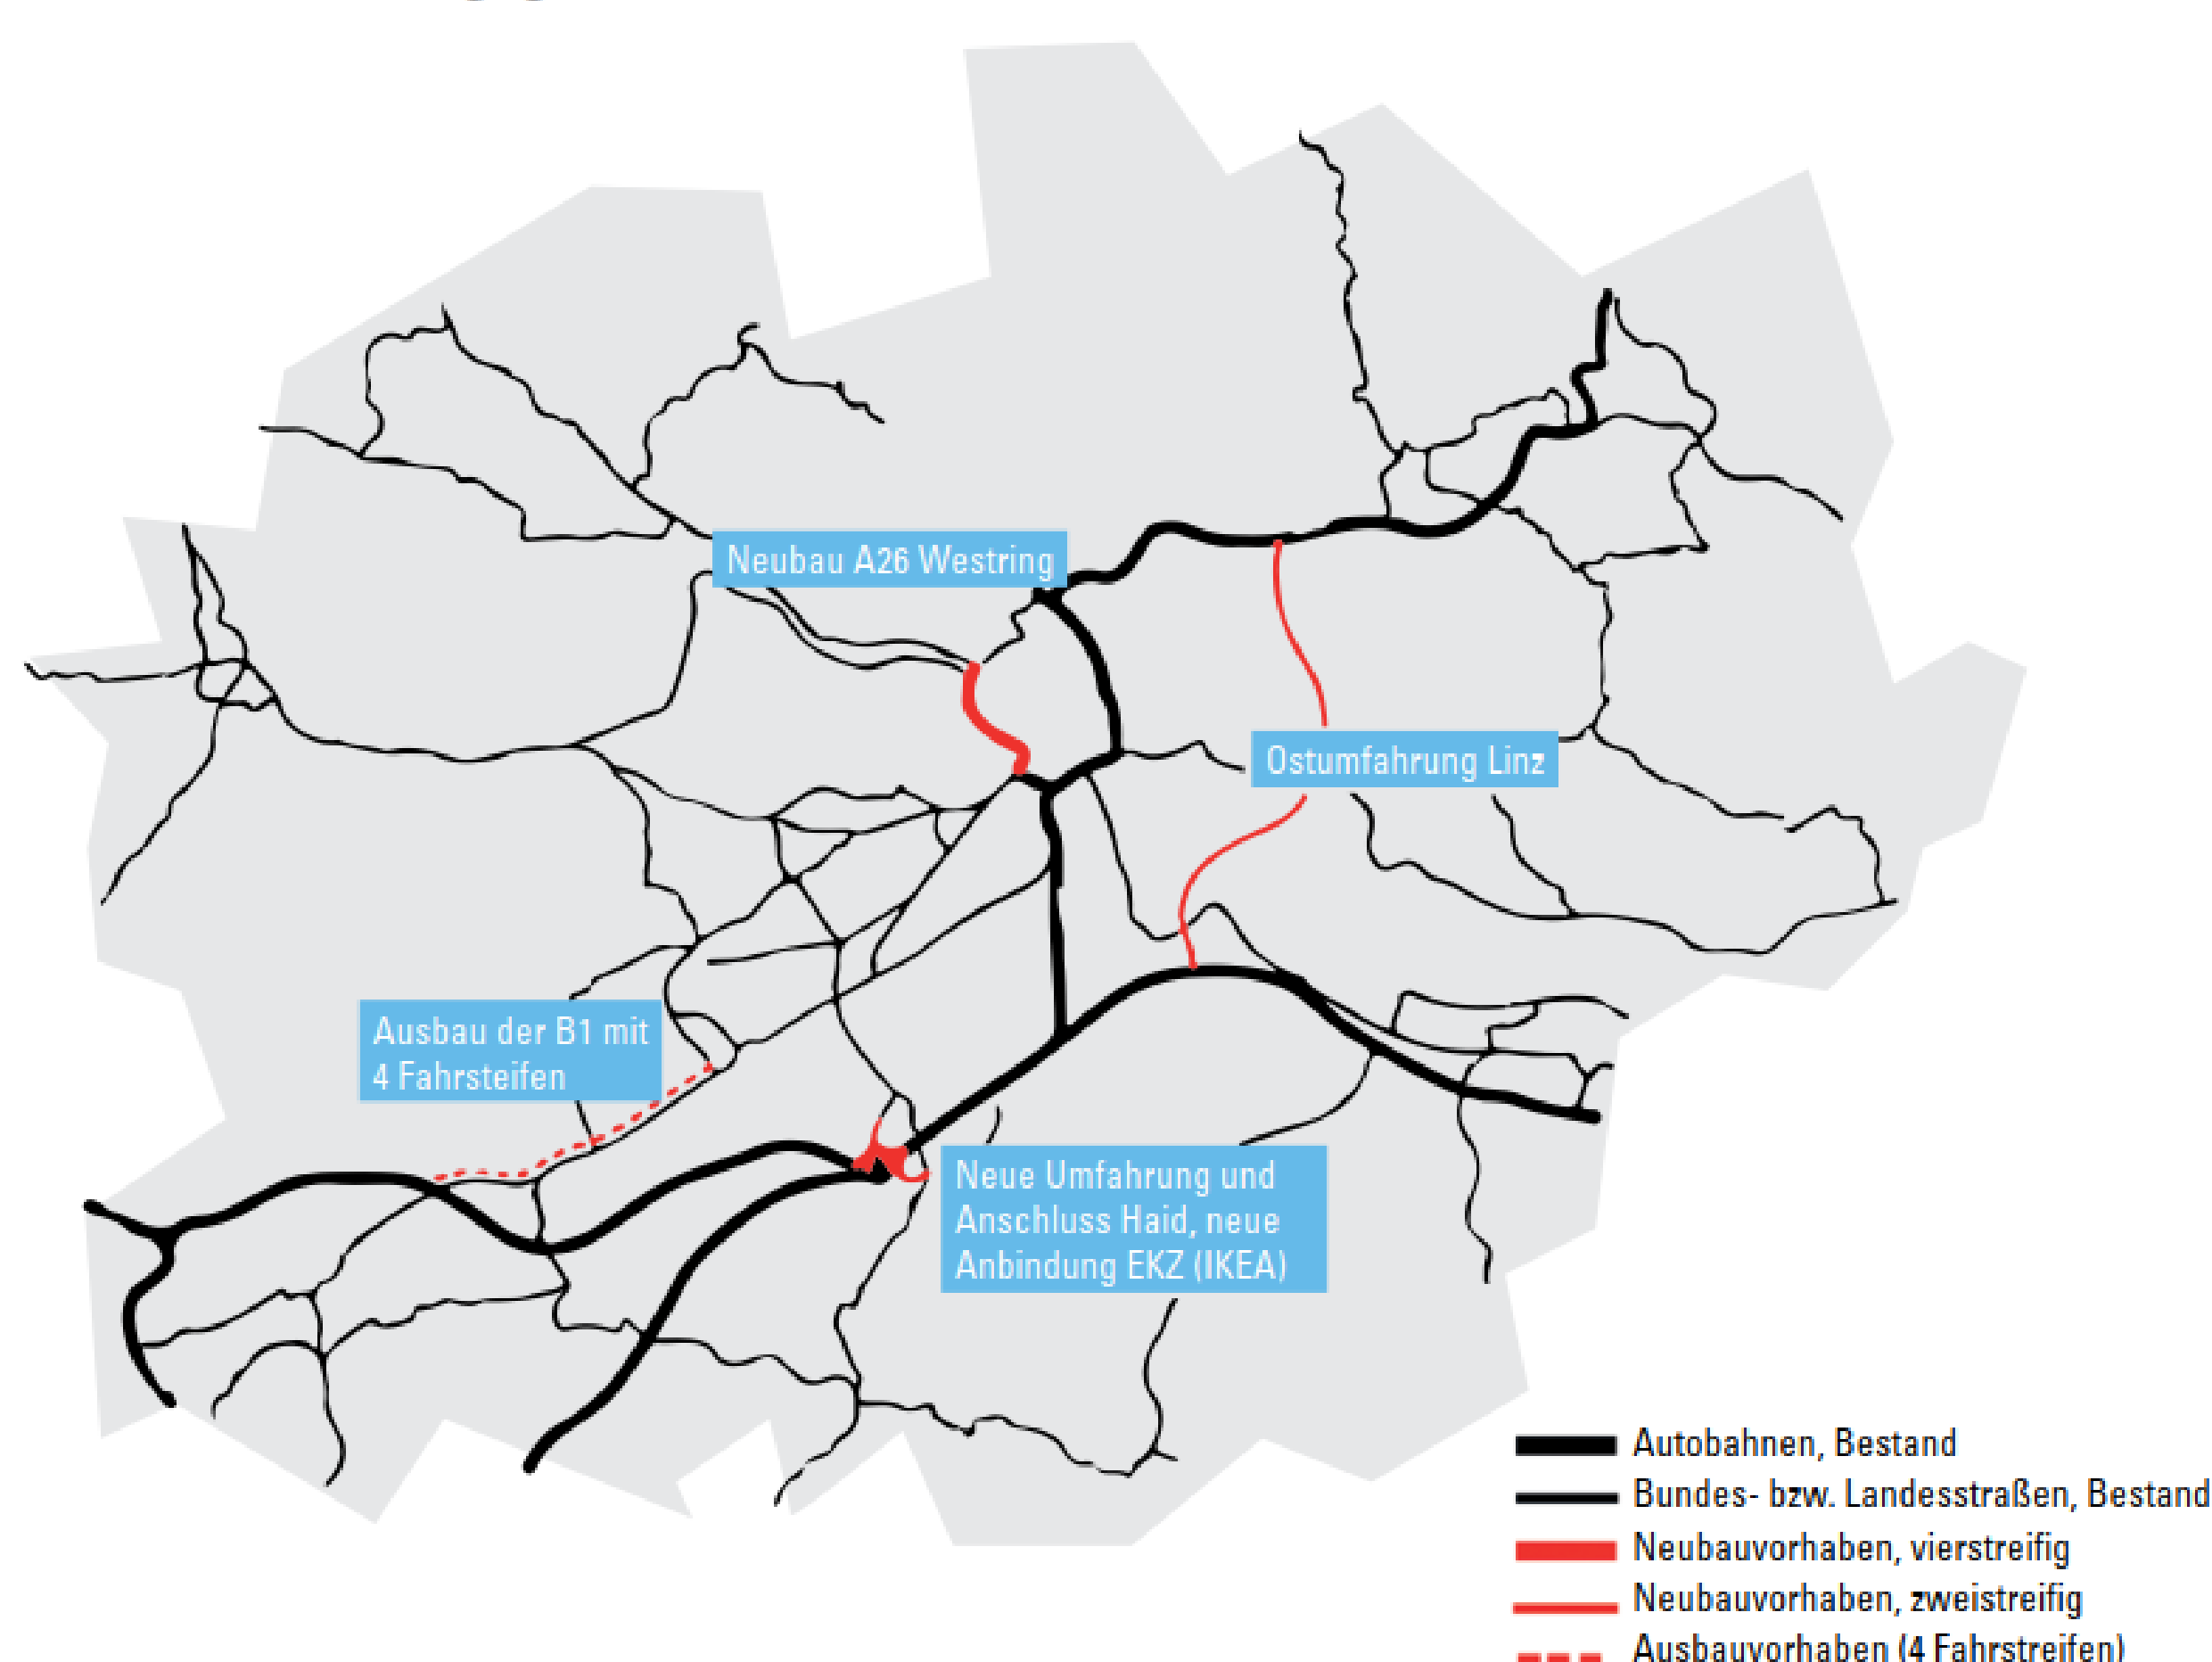 Neubau A26 Westring
Ostumfahrung Linz
Ausbau der B1 mit
4 Fahrsteifen
Neue Umfahrung und
Anschluss Haid, neue
Anbindung EKZ (IKEA)
Autobahnen, Bestand
Bundes- bzw. Landesstraßen, Bestand
Neubauvorhaben, vierstreifig
Neubauvorhaben, zweistreifig
Ausbauvorhaben (4 Fahrstreifen)